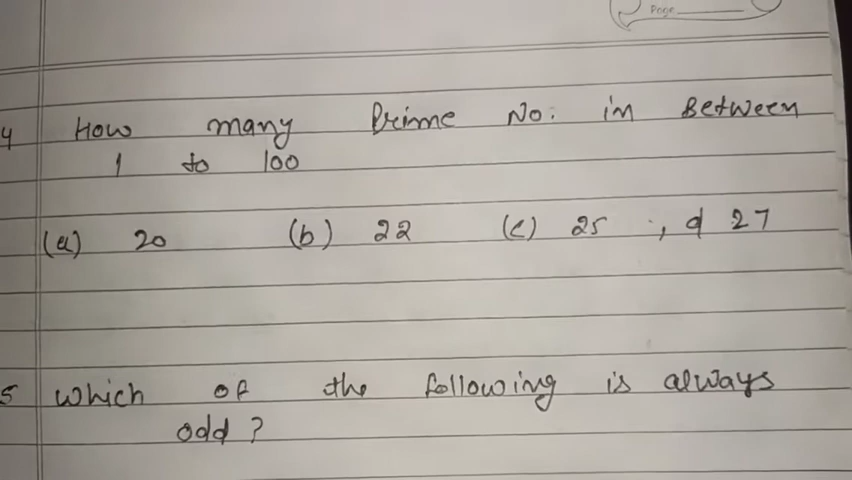 Page
4 How many Prime No. in Between
1 to 100
(a) 20 (b) 22 (c) 25 , d 27
5 which of the following is always
odd?